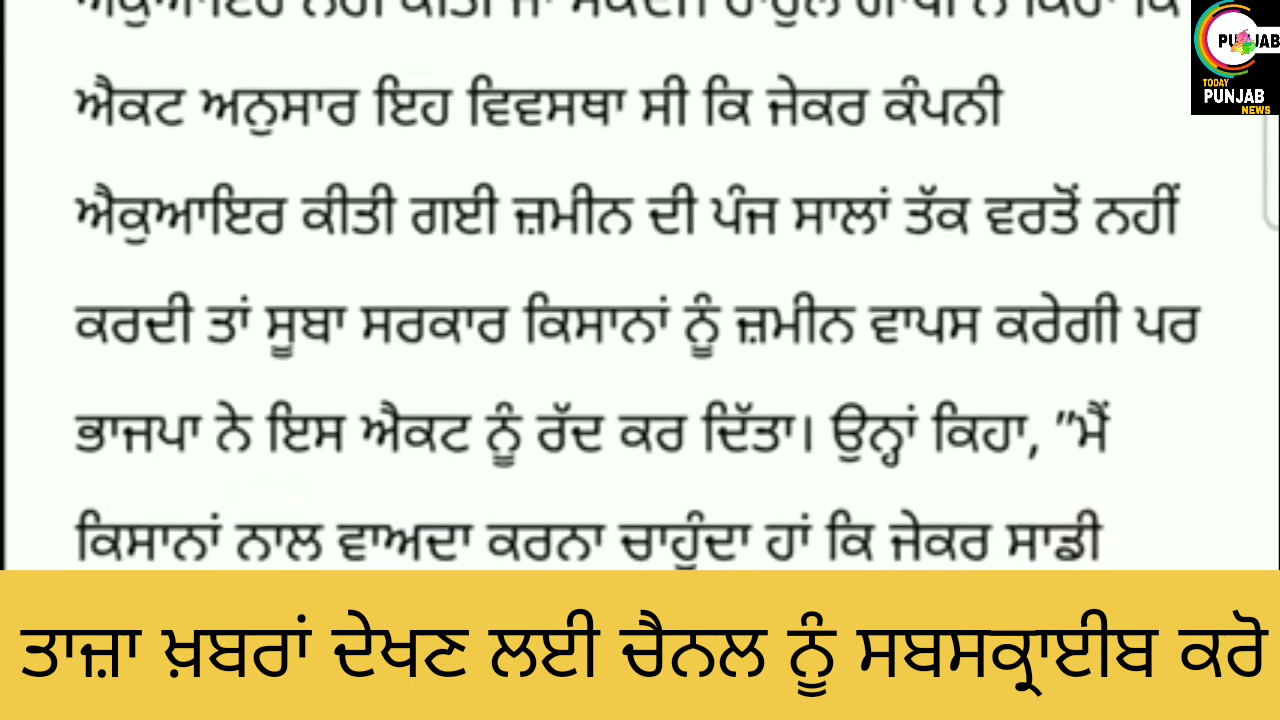 ਐਕਟ ਅਨੁਸਾਰ ਇਹ ਵਿਵਸਥਾ ਸੀ ਕਿ ਜੇਕਰ ਕੰਪਨੀ
ਐਕੁਆਇਰ ਕੀਤੀ ਗਈ ਜ਼ਮੀਨ ਦੀ ਪੰਜ ਸਾਲਾਂ ਤੱਕ ਵਰਤੋਂ ਨਹੀਂ
ਕਰਦੀ ਤਾਂ ਸੂਬਾ ਸਰਕਾਰ ਕਿਸਾਨਾਂ ਨੂੰ ਜ਼ਮੀਨ ਵਾਪਸ ਕਰੇਗੀ ਪਰ
ਭਾਜਪਾ ਨੇ ਇਸ ਐਕਟ ਨੂੰ ਰੱਦ ਕਰ ਦਿੱਤਾ। ਉਨ੍ਹਾਂ ਕਿਹਾ, ”ਮੈਂ
ਕਿਸਾਨਾਂ ਨਾਲ ਵਾਅਦਾ ਕਰਨਾ ਚਾਹੁੰਦਾ ਹਾਂ ਕਿ ਜੇਕਰ ਸਾਡੀ
ਤਾਜ਼ਾ ਖ਼ਬਰਾਂ ਦੇਖਣ ਲਈ ਚੈਨਲ ਨੂੰ ਸਬਸਕ੍ਰਾਈਬ ਕਰੋ
PUNJAB
TODAY
PUNJAB
NEWS